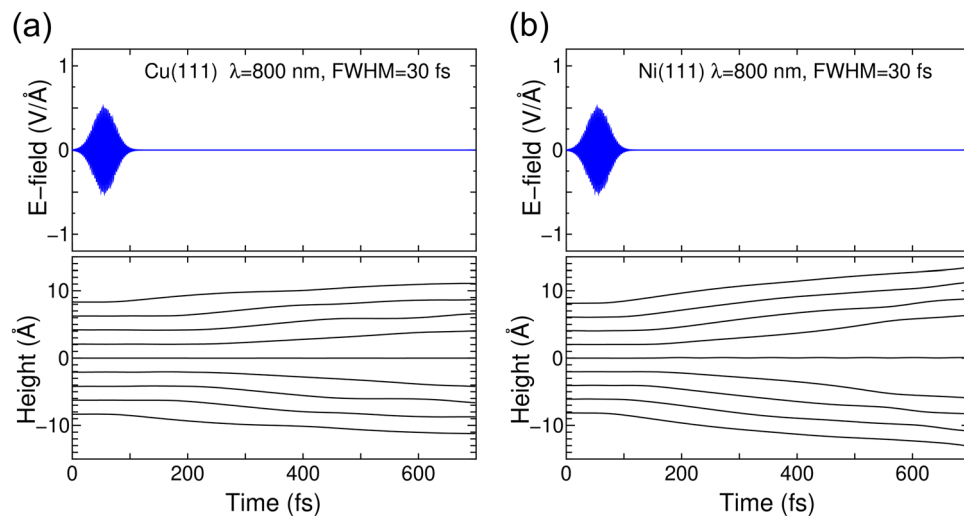 (a)
Cu(111) λ=800 nm, FWHM=30 fs
E−field (V/Å)
1
0
−1
Height (Å)
10
0
−10
0
200
400
600
Time (fs)
(b)
Ni(111) λ=800 nm, FWHM=30 fs
E−field (V/Å)
1
0
−1
Height (Å)
10
0
−10
0
200
400
600
Time (fs)